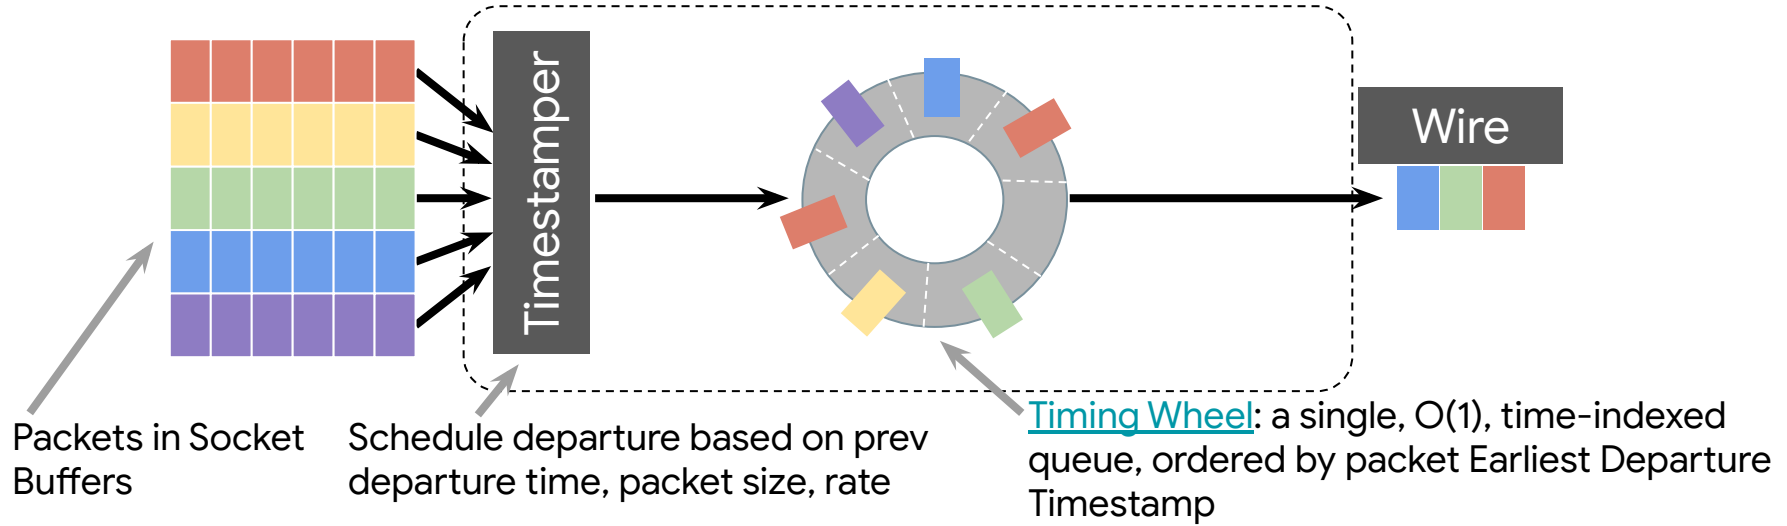 Timestamper
Wire
Packets in Socket
Buffers
Schedule departure based on prev
departure time, packet size, rate
Timing Wheel: a single, O(1), time-indexed
queue, ordered by packet Earliest Departure
Timestamp